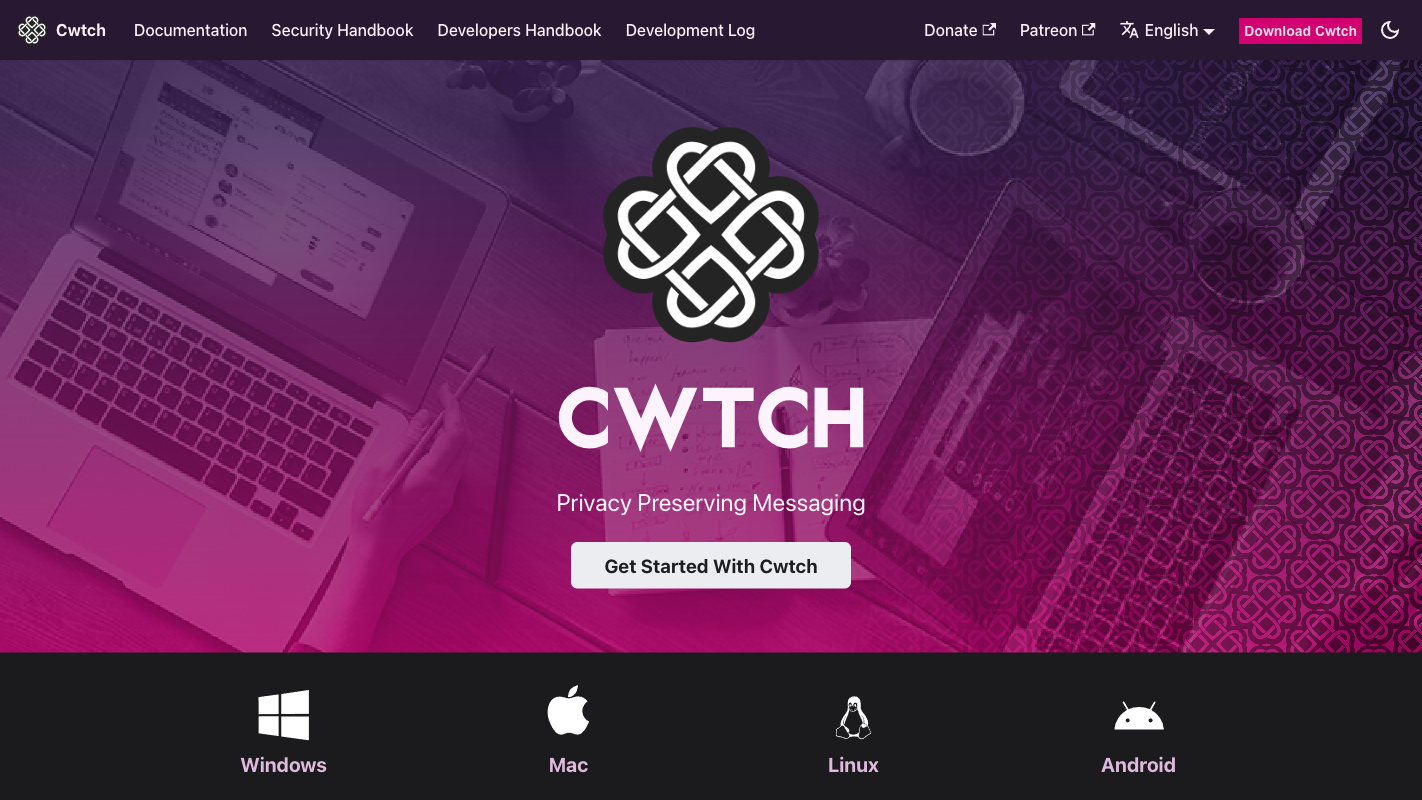 Cwtch Documentation Security Handbook Developers Handbook Development Log Donate Patreon English Download Cwtch
CWTCH
Privacy Preserving Messaging
Get Started With Cwtch
Windows Mac Linux Android